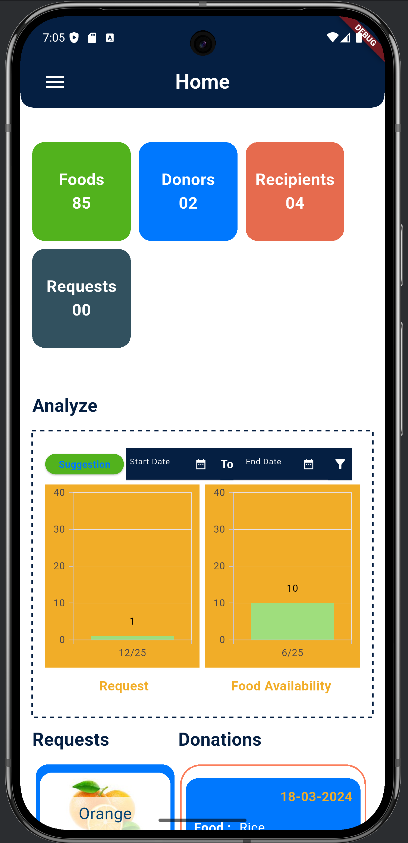 7:05
DEBUG
Home
Foods
85
Donors
02
Recipients
04
Requests
00
Analyze
Suggestion
Start Date
To
End Date
40
30
20
10
0
1
12/25
Request
40
30
20
10
0
10
6/25
Food Availability
Requests
Donations
Orange
18-03-2024
Food : Rice